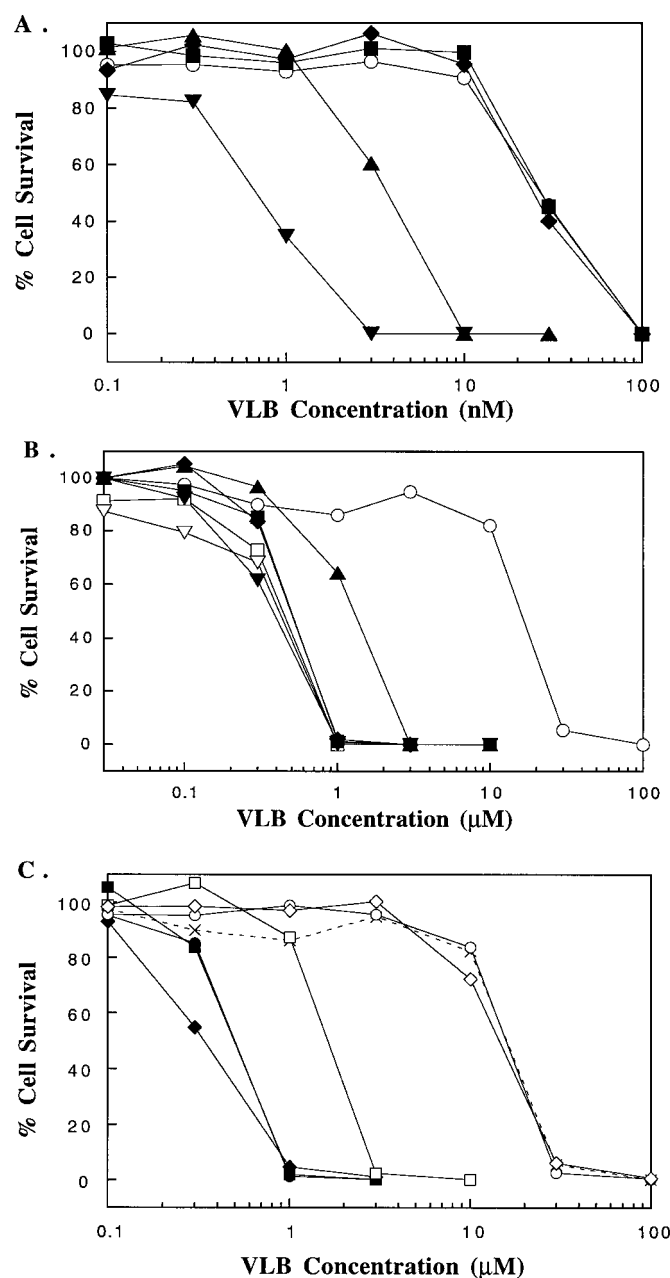 A .
100
80
60
40
20
0
0.1 1 10 100
% Cell Survival
VLB Concentration (nM)
B .
100
80
60
40
20
0
0.1 1 10 100
% Cell Survival
VLB Concentration (μM)
C .
100
80
60
40
20
0
0.1 1 10 100
% Cell Survival
VLB Concentration (μM)